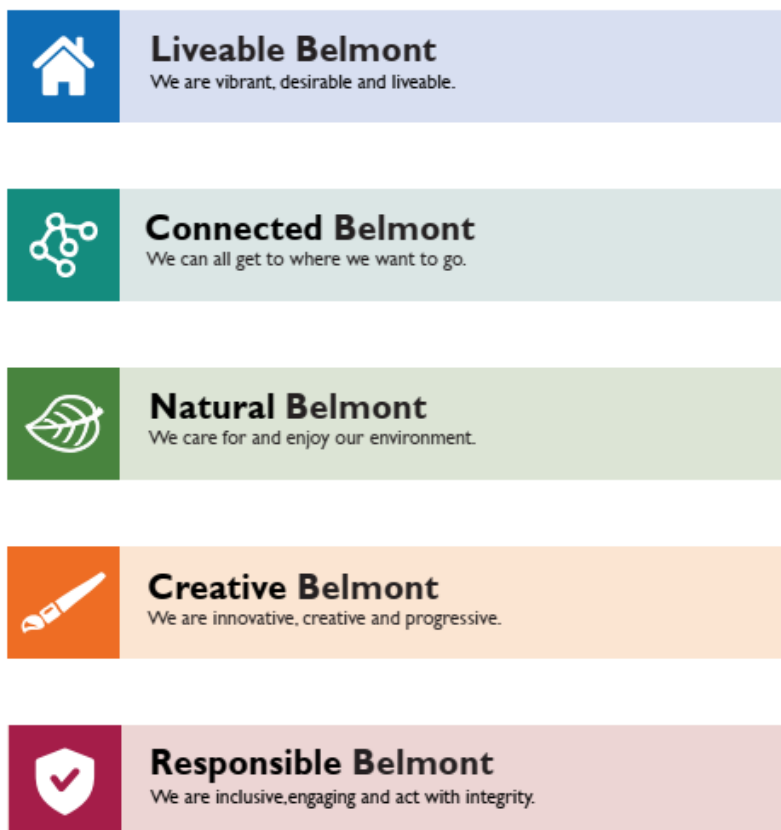 Liveable Belmont
We are vibrant, desirable and liveable.
Connected Belmont
We can all get to where we want to go.
Natural Belmont
We care for and enjoy our environment.
Creative Belmont
We are innovative, creative and progressive.
Responsible Belmont
We are inclusive,engaging and act with integrity.